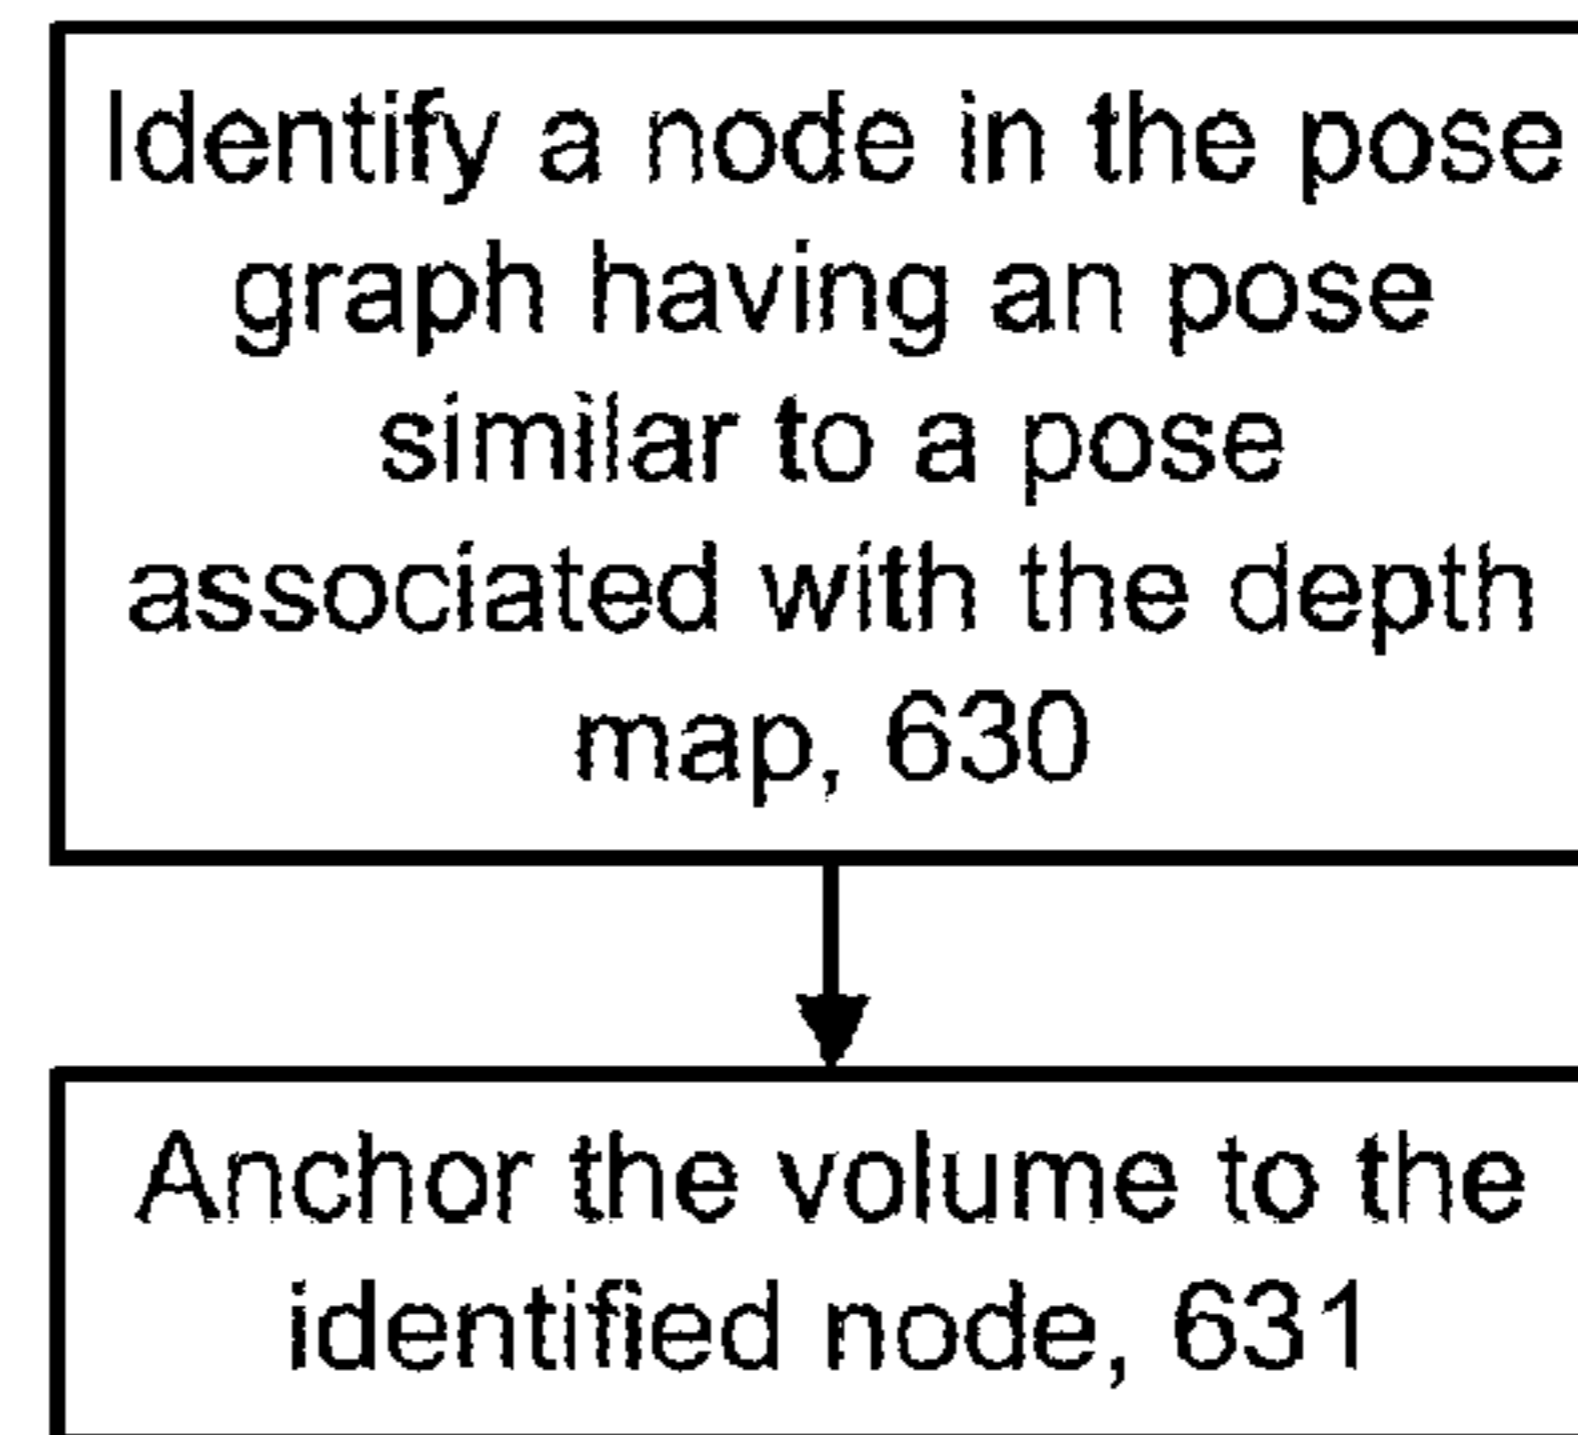 Identify a node in the pose
graph having an pose
similar to a pose
associated with the depth
map, 630
Anchor the volume to the
identified node, 631